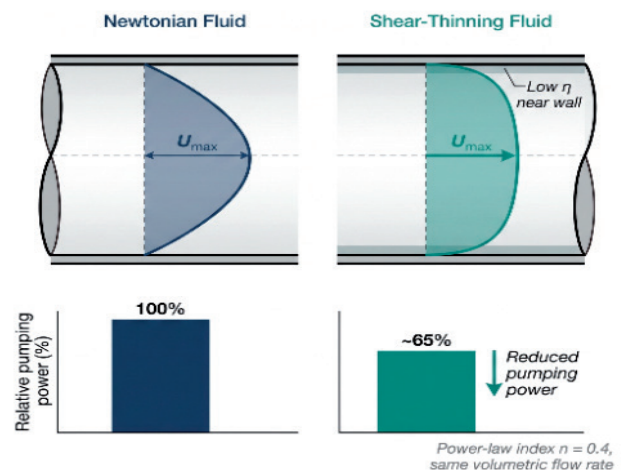 Newtonian Fluid
Shear-Thinning Fluid
Umax
Low η
near wall
Umax
Relative pumping
power (%)
100%
~65%
Reduced
pumping
power
Power-law index n = 0.4,
same volumetric flow rate